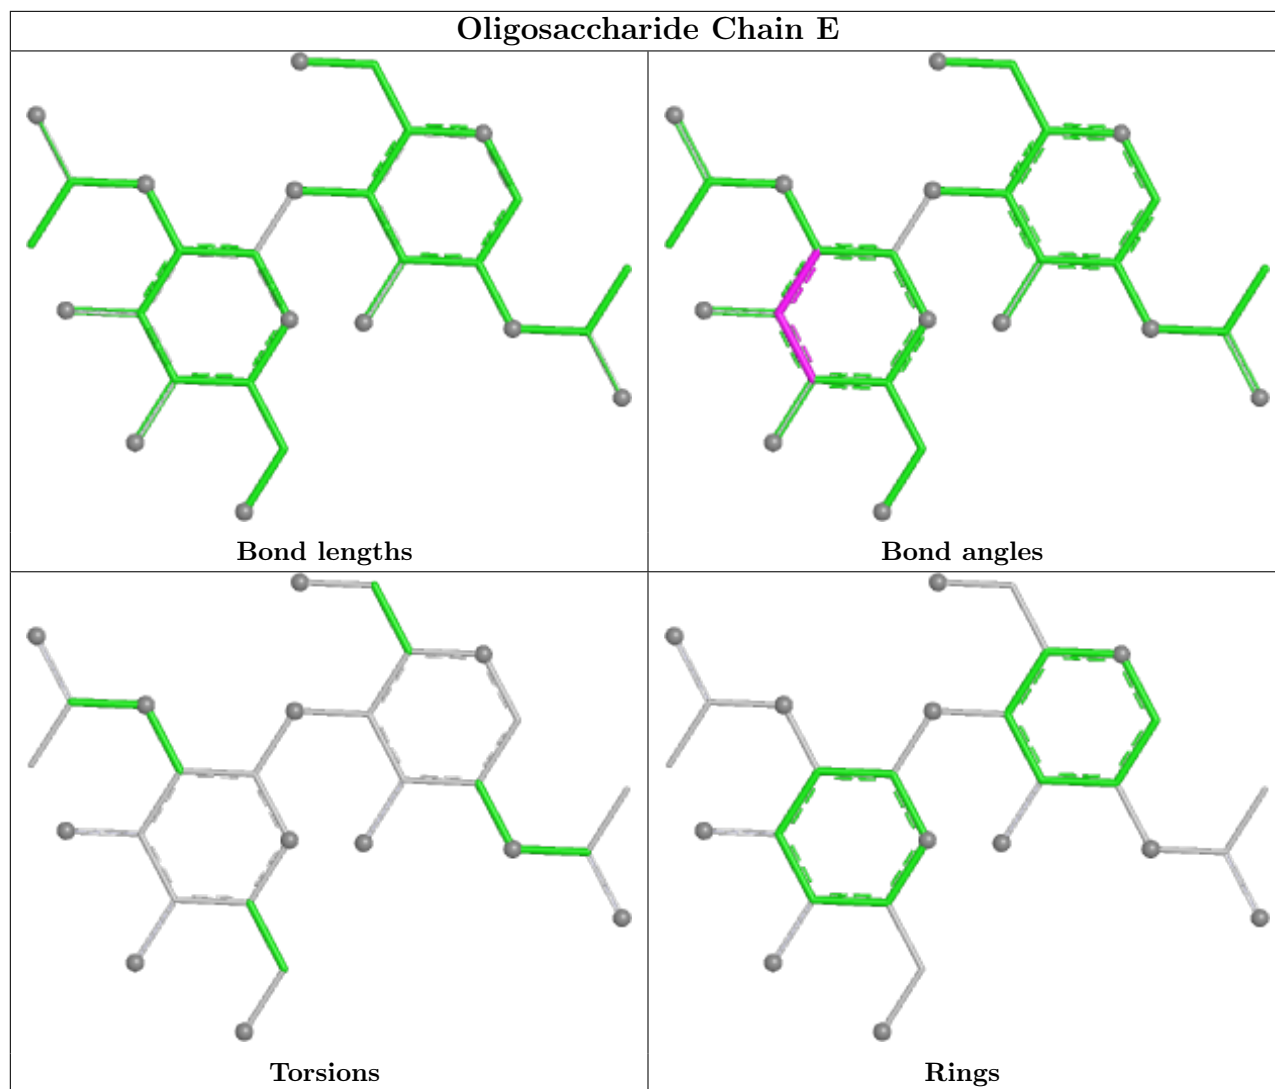 Oligosaccharide Chain E
Bond lengths
Bond angles
Torsions
Rings